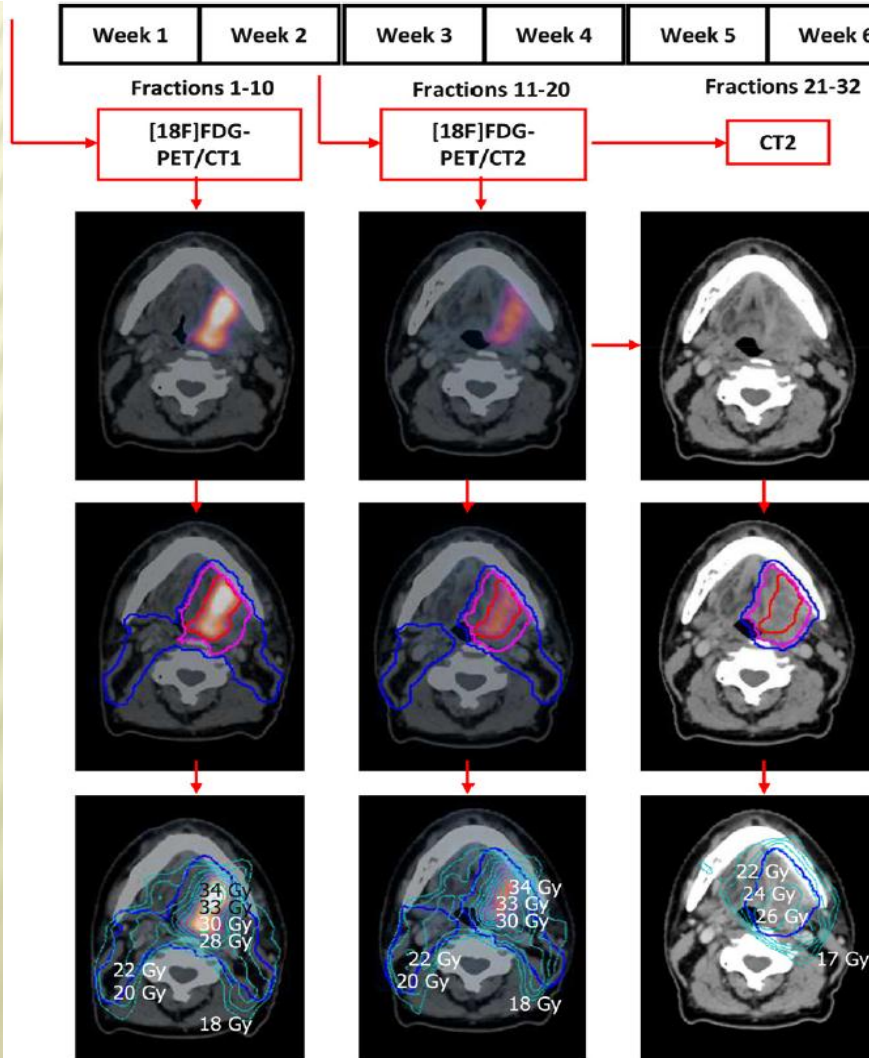 Week 1 Week 2 Week 3 Week 4 Week 5 Week 6
Fractions 1-10 Fractions 11-20 Fractions 21-32
[18F]FDG-
PET/CT1
[18F]FDG-
PET/CT2
CT2
34 Gy
33 Gy
30 Gy
28 Gy
22 Gy
20 Gy
18 Gy
34 Gy
33 Gy
30 Gy
22 Gy
20 Gy
18 Gy
22 Gy
24 Gy
26 Gy
17 Gy